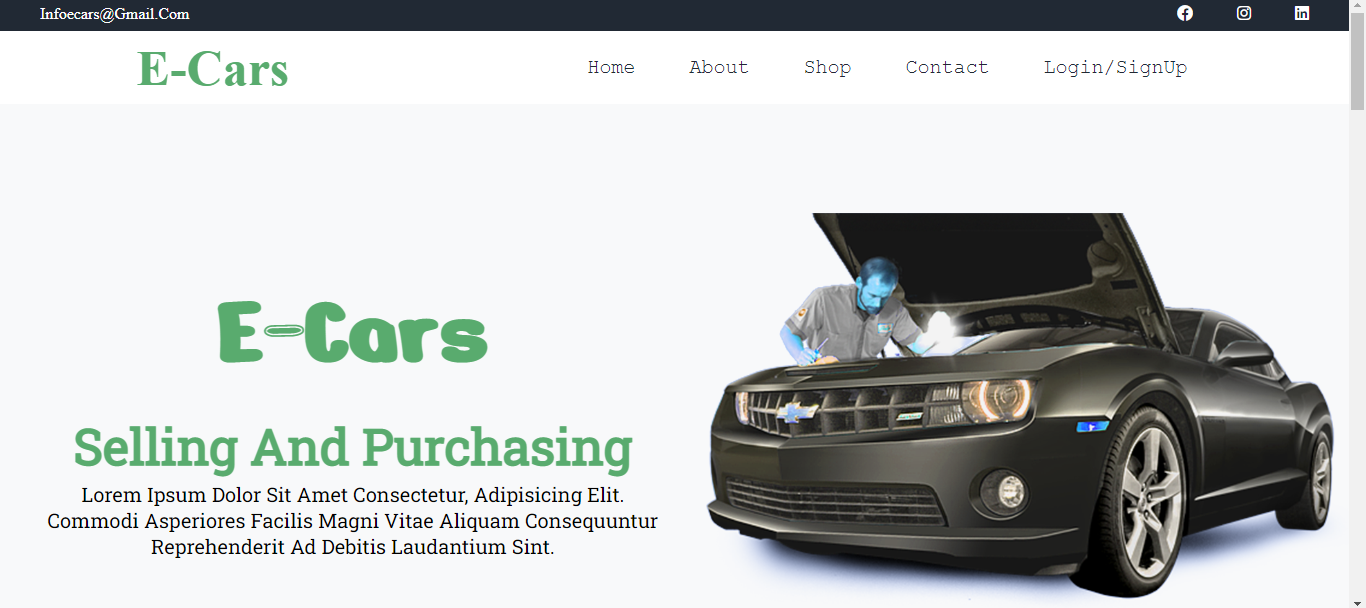 Infoecars@Gmail.Com
E-Cars
Home About Shop Contact Login/SignUp
E-Cars
Selling And Purchasing
Lorem Ipsum Dolor Sit Amet Consectetur, Adipisicing Elit.
Commodi Asperiores Facilis Magni Vitae Aliquam Consequuntur
Reprehenderit Ad Debitis Laudantium Sint.